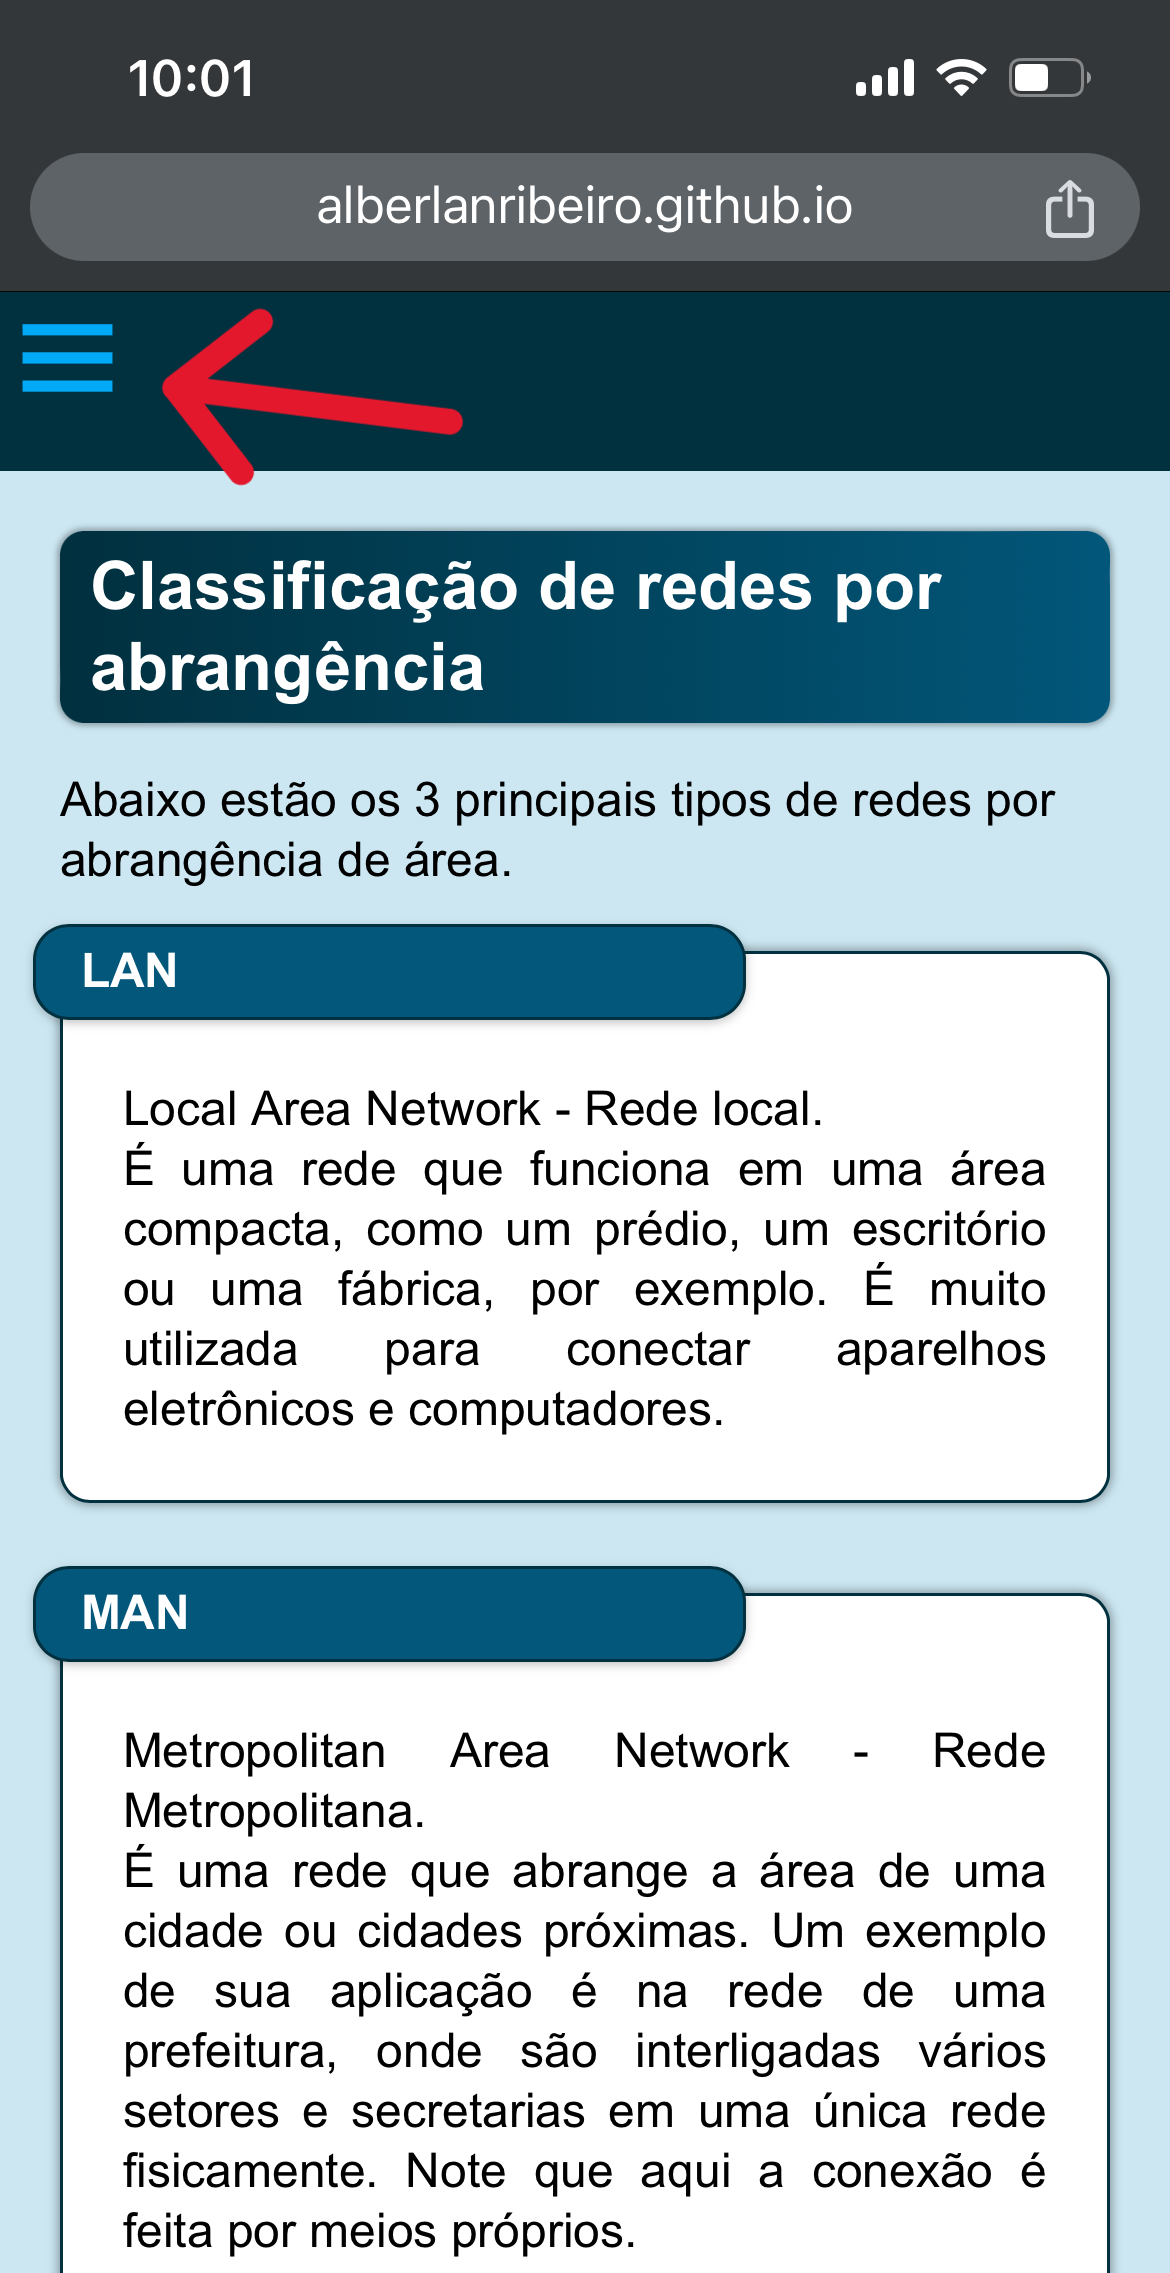 10:01
alberlanribeiro.github.io
Classificação de redes por
abrangência
Abaixo estão os 3 principais tipos de redes por
abrangência de área.
LAN
Local Area Network - Rede local.
É uma rede que funciona em uma área
compacta, como um prédio, um escritório
ou uma fábrica, por exemplo. É muito
utilizada para conectar aparelhos
eletrônicos e computadores.
MAN
Metropolitan Area Network - Rede
Metropolitana.
É uma rede que abrange a área de uma
cidade ou cidades próximas. Um exemplo
de sua aplicação é na rede de uma
prefeitura, onde são interligadas vários
setores e secretarias em uma única rede
fisicamente. Note que aqui a conexão é
feita por meios próprios.